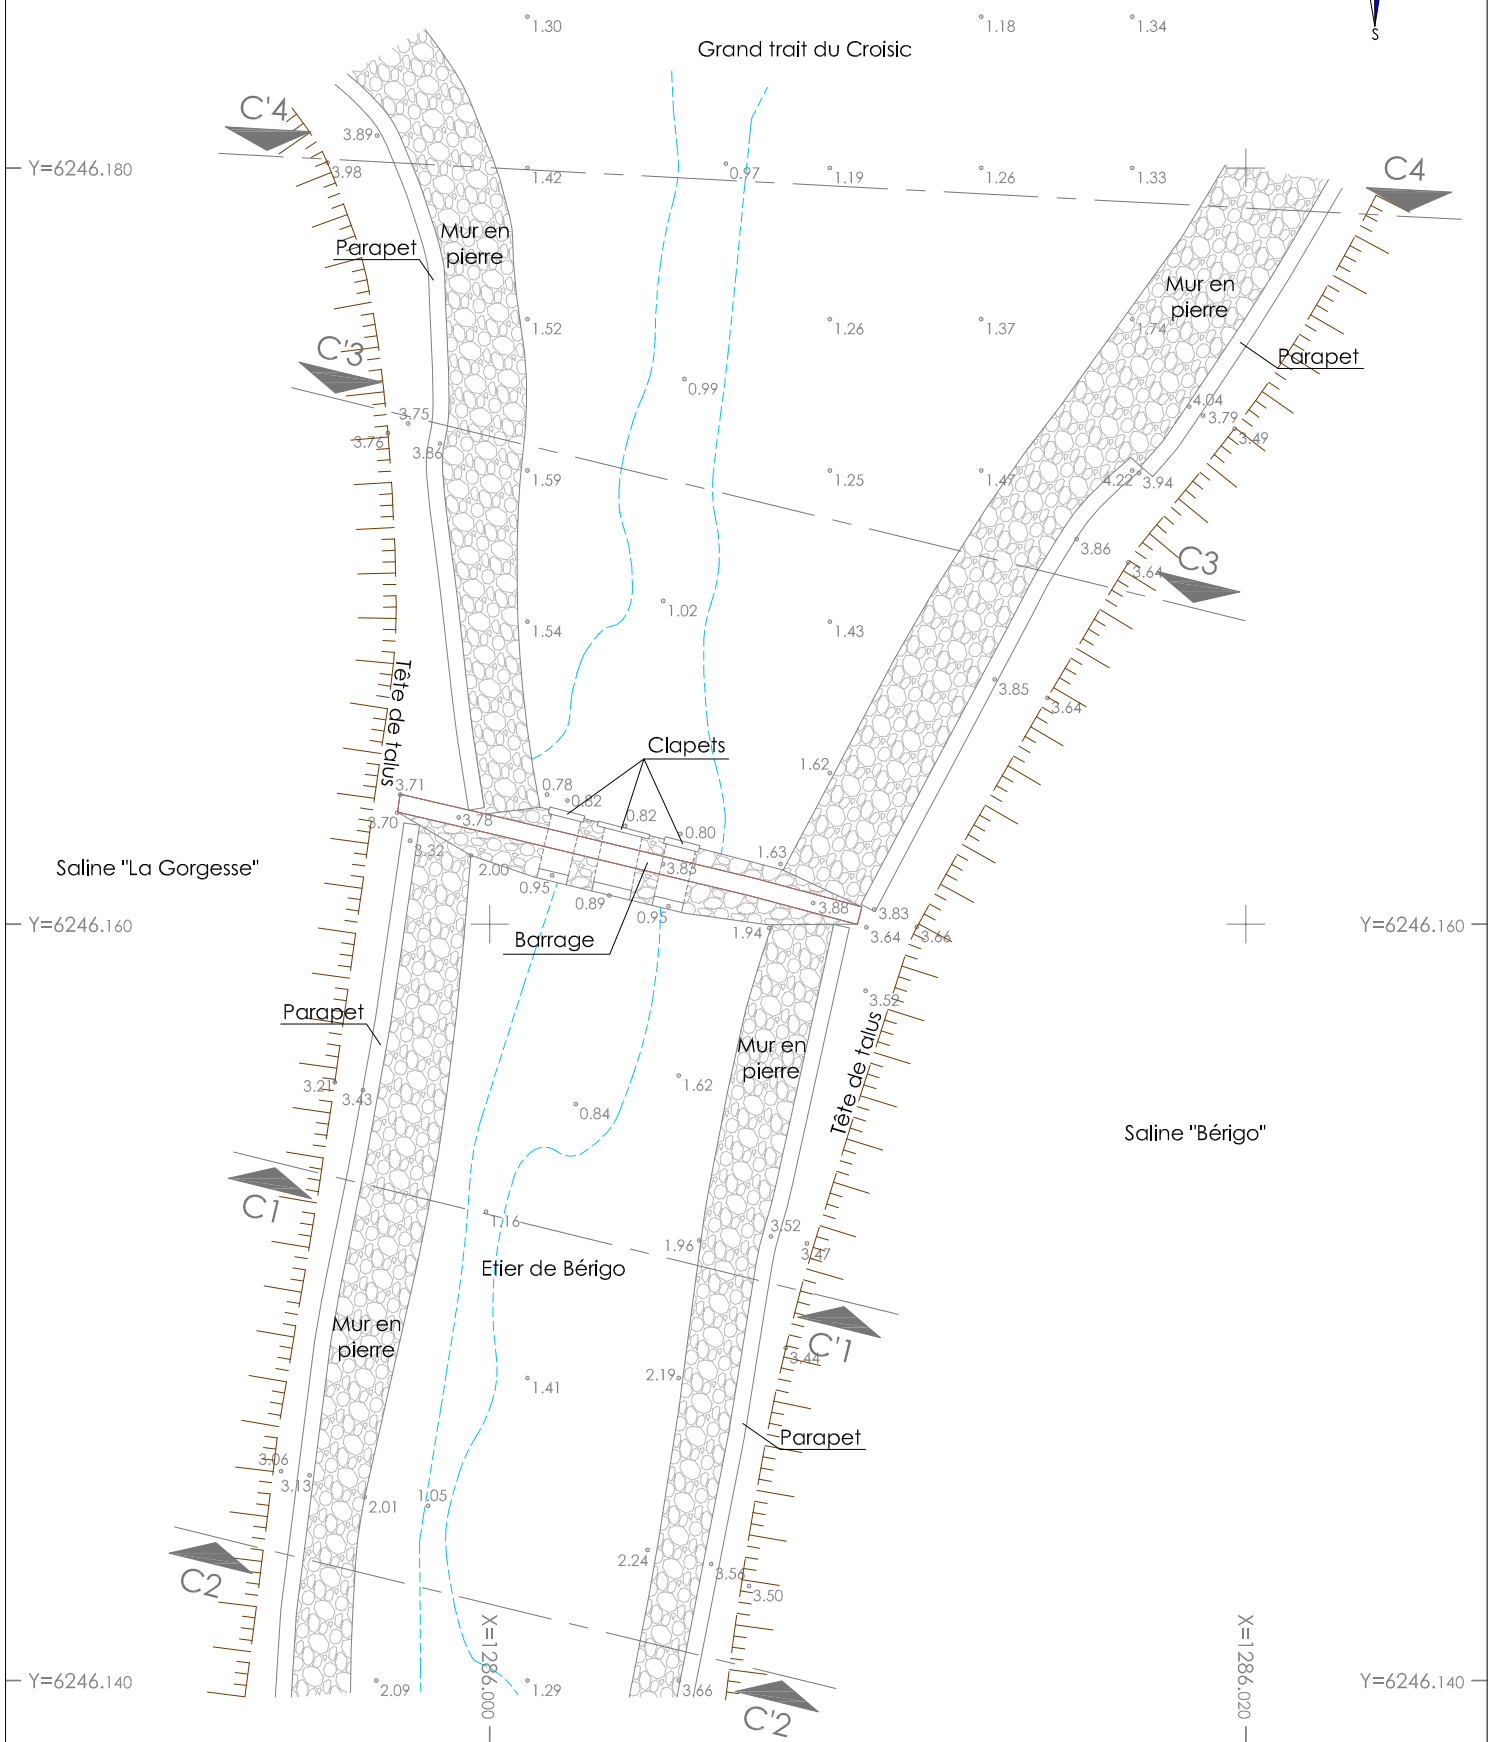 1.30
1.18
1.34
S
Grand trait du Croisic
C'4
3.89
3.98
Y=6246.180
1.42
0.97
1.19
1.26
1.33
C4
Parapet
Mur en
pierre
Mur en
pierre
1.52
1.26
1.37
1.74
C'3
Parapet
0.99
3.75
3.76
3.86
4.04
3.79
3.49
1.59
1.25
1.47
4.22
3.94
3.86
C3
3.64
1.02
1.54
1.43
Tête de talus
3.85
3.64
Clapets
1.62
3.71
0.78
0.82
3.70
3.78
0.82
0.80
3.32
2.00
3.83
1.63
Saline "La Gorgesse"
0.95
0.89
0.95
3.88
3.83
Y=6246.160
Barrage
1.94
3.64
3.66
Y=6246.160
3.52
Parapet
Mur en
pierre
Tête de talus
3.21
3.43
1.62
0.84
Saline "Bérigo"
C1
1.16
1.96
3.52
3.47
Etier de Bérigo
Mur en
pierre
C'1
3.44
1.41
2.19
Parapet
3.06
3.13
2.01
1.05
C2
2.24
3.56
3.50
X=1286.000
X=1286.020
Y=6246.140
2.09
1.29
3.66
Y=6246.140
C'2